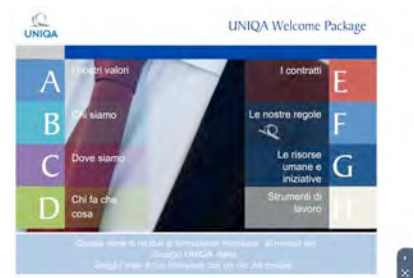 UNIQA
UNIQA Welcome Package
A
I nostri valori
B
Chi siamo
C
Dove siamo
D
Chi fa che
cosa
I contratti
E
Le nostre regole
F
Le risorse
umane e
iniziative
G
Strumenti di
lavoro
H